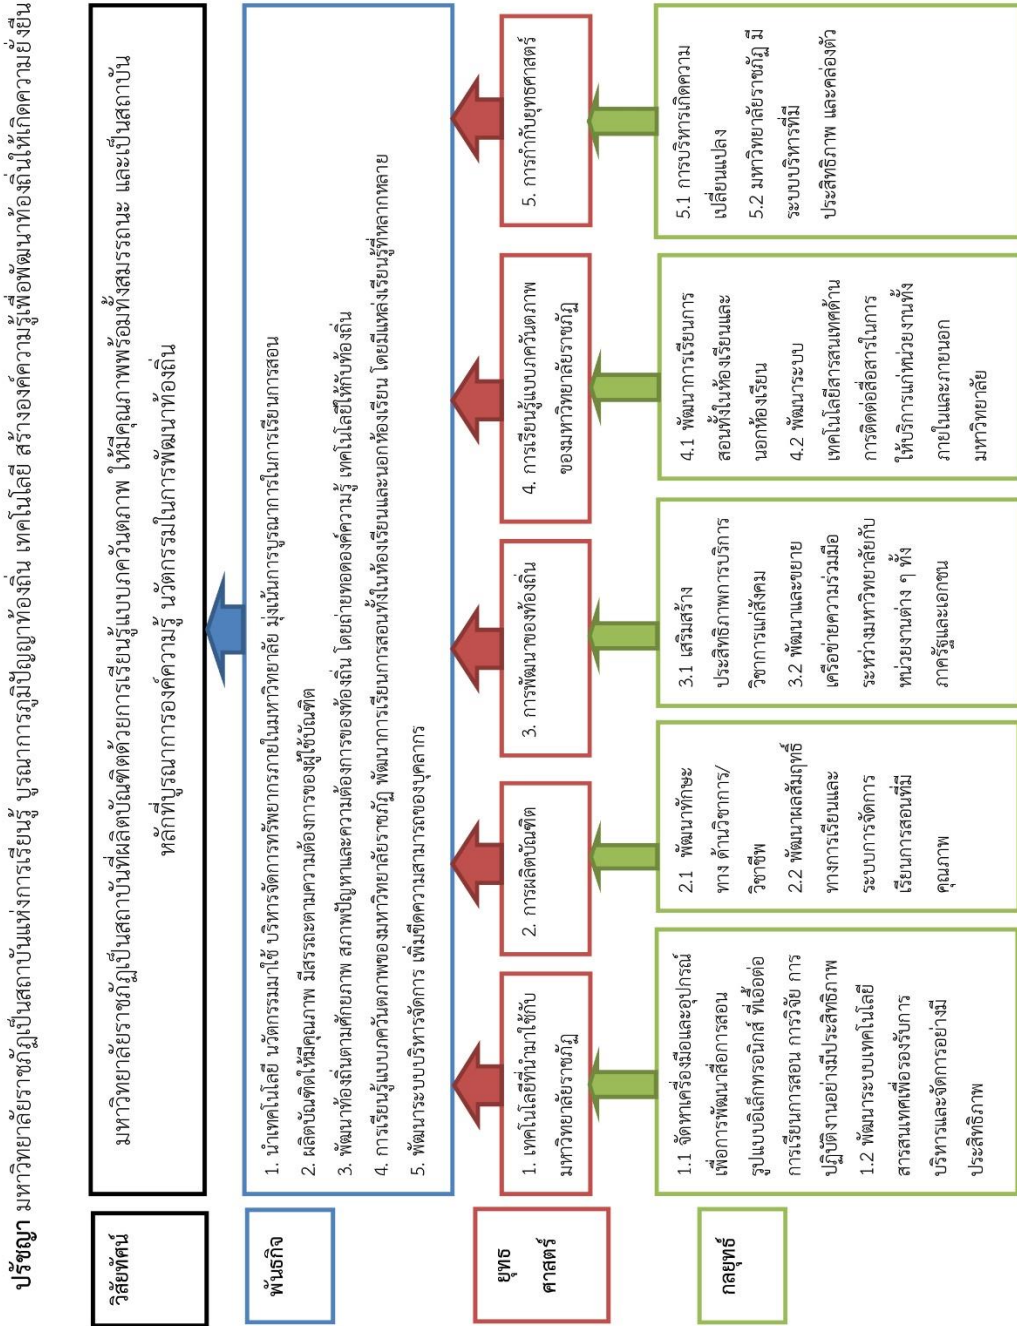 ปรัชญา มหาวิทยาลัยราชภัฏเป็นสถาบันแห่งการเรียนรู้ บูรณาการภูมิปัญญาท้องถิ่น เทคโนโลยี สร้างองค์ความรู้เพื่อพัฒนาท้องถิ่นให้เกิดความยั่งยืน
วิสัยทัศน์
มหาวิทยาลัยราชภัฏเป็นสถาบันที่ผลิตบัณฑิตด้วยการเรียนรู้แบบภควันตภาพ ให้มีคุณภาพพร้อมทั้งสมรรถนะ และเป็นสถาบัน
หลักที่บูรณาการองค์ความรู้ นวัตกรรมในการพัฒนาท้องถิ่น
พันธกิจ
1. นำเทคโนโลยี นวัตกรรมมาใช้ บริหารจัดการทรัพยากรภายในมหาวิทยาลัย มุ่งเน้นการบูรณาการในการเรียนการสอน
2. ผลิตบัณฑิตให้มีคุณภาพ มีสรรถะตามความต้องการของผู้ใช้บัณฑิต
3. พัฒนาท้องถิ่นตามศักยภาพ สภาพปัญหาและความต้องการของท้องถิ่น โดยถ่ายทอดองค์ความรู้ เทคโนโลยีให้กับท้องถิ่น
4. การเรียนรู้แบบภควันตภาพของมหาวิทยาลัยราชภัฏ พัฒนาการเรียนการสอนทั้งในห้องเรียนและนอกห้องเรียน โดยมีแหล่งเรียนรู้ที่หลากหลาย
5. พัฒนาระบบบริหารจัดการ เพิ่มขีดความสามารถของบุคลากร
ยุทธ
ศาสตร์
1. เทคโนโลยีที่นำมาใช้กับ
มหาวิทยาลัยราชภัฏ
2. การผลิตบัณฑิต
3. การพัฒนาของท้องถิ่น
4. การเรียนรู้แบบภควันตภาพ
ของมหาวิทยาลัยราชภัฏ
5. การกำกับยุทธศาสตร์
กลยุทธ์
1.1 จัดหาเครื่องมือและอุปกรณ์
เพื่อการพัฒนาสื่อการสอน
รูปแบบอิเล็กทรอนิกส์ ที่เอื้อต่อ
การเรียนการสอน การวิจัย การ
ปฏิบัติงานอย่างมีประสิทธิภาพ
1.2 พัฒนาระบบเทคโนโลยี
สารสนเทศเพื่อรองรับการ
บริหารและจัดการอย่างมี
ประสิทธิภาพ
2.1 พัฒนาทักษะ
ทาง ด้านวิชาการ/
วิชาชีพ
2.2 พัฒนาผลสัมฤทธิ์
ทางการเรียนและ
ระบบการจัดการ
เรียนการสอนที่มี
คุณภาพ
3.1 เสริมสร้าง
ประสิทธิภาพการบริการ
วิชาการแก่สังคม
3.2 พัฒนาและขยาย
เครือข่ายความร่วมมือ
ระหว่างมหาวิทยาลัยกับ
หน่วยงานต่าง ๆ ทั้ง
ภาครัฐและเอกชน
4.1 พัฒนาการเรียนการ
สอนทั้งในห้องเรียนและ
นอกห้องเรียน
4.2 พัฒนาระบบ
เทคโนโลยีสารสนเทศด้าน
การติดต่อสื่อสารในการ
ให้บริการแก่หน่วยงานทั้ง
ภายในและภายนอก
มหาวิทยาลัย
5.1 การบริหารเกิดความ
เปลี่ยนแปลง
5.2 มหาวิทยาลัยราชภัฏ มี
ระบบบริหารที่มี
ประสิทธิภาพ และคล่องตัว